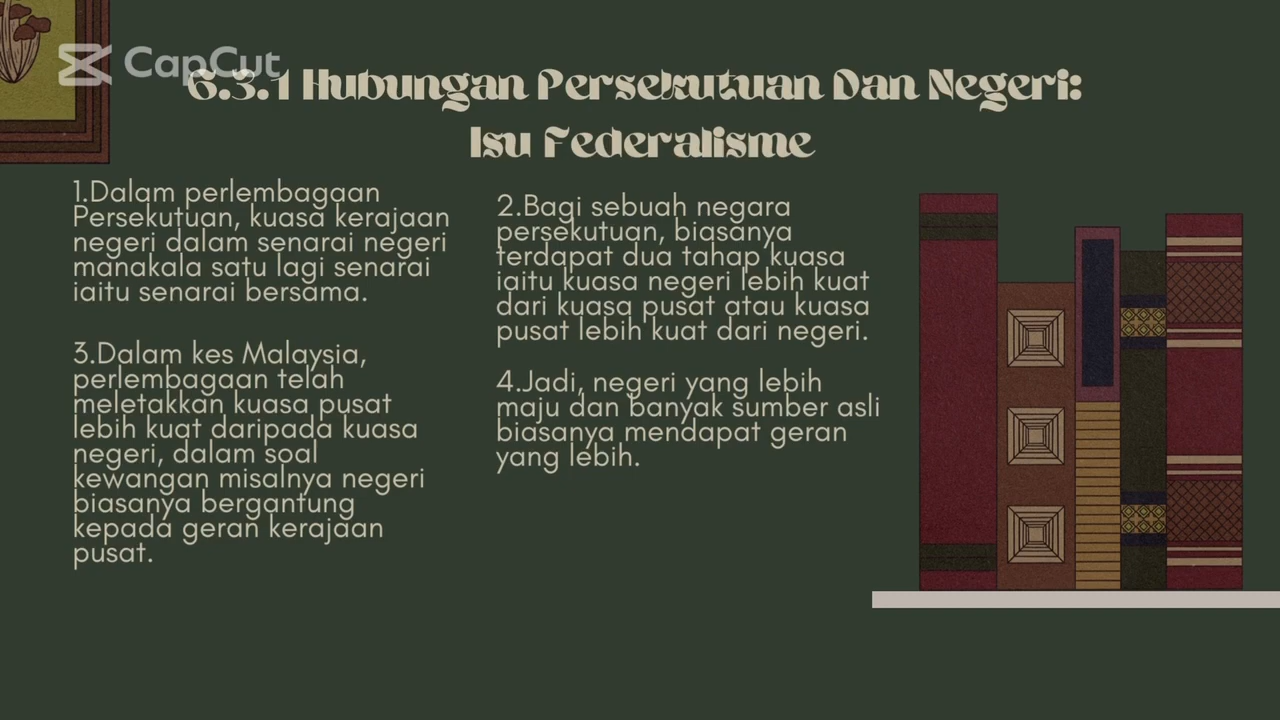 CapCut
6.3.1 Hubungan Persekutuan Dan Negeri:
Isu Federalisme
1.Dalam perlembagaan
Persekutuan, kuasa kerajaan
negeri dalam senarai negeri
manakala satu lagi senarai
iaitu senarai bersama.
2.Bagi sebuah negara
persekutuan, biasanya
terdapat dua tahap kuasa
iaitu kuasa negeri lebih kuat
dari kuasa pusat atau kuasa
pusat lebih kuat dari negeri.
3.Dalam kes Malaysia,
perlembagaan telah
meletakkan kuasa pusat
lebih kuat daripada kuasa
negeri, dalam soal
kewangan misalnya negeri
biasanya bergantung
kepada geran kerajaan
pusat.
4.Jadi, negeri yang lebih
maju dan banyak sumber asli
biasanya mendapat geran
yang lebih.